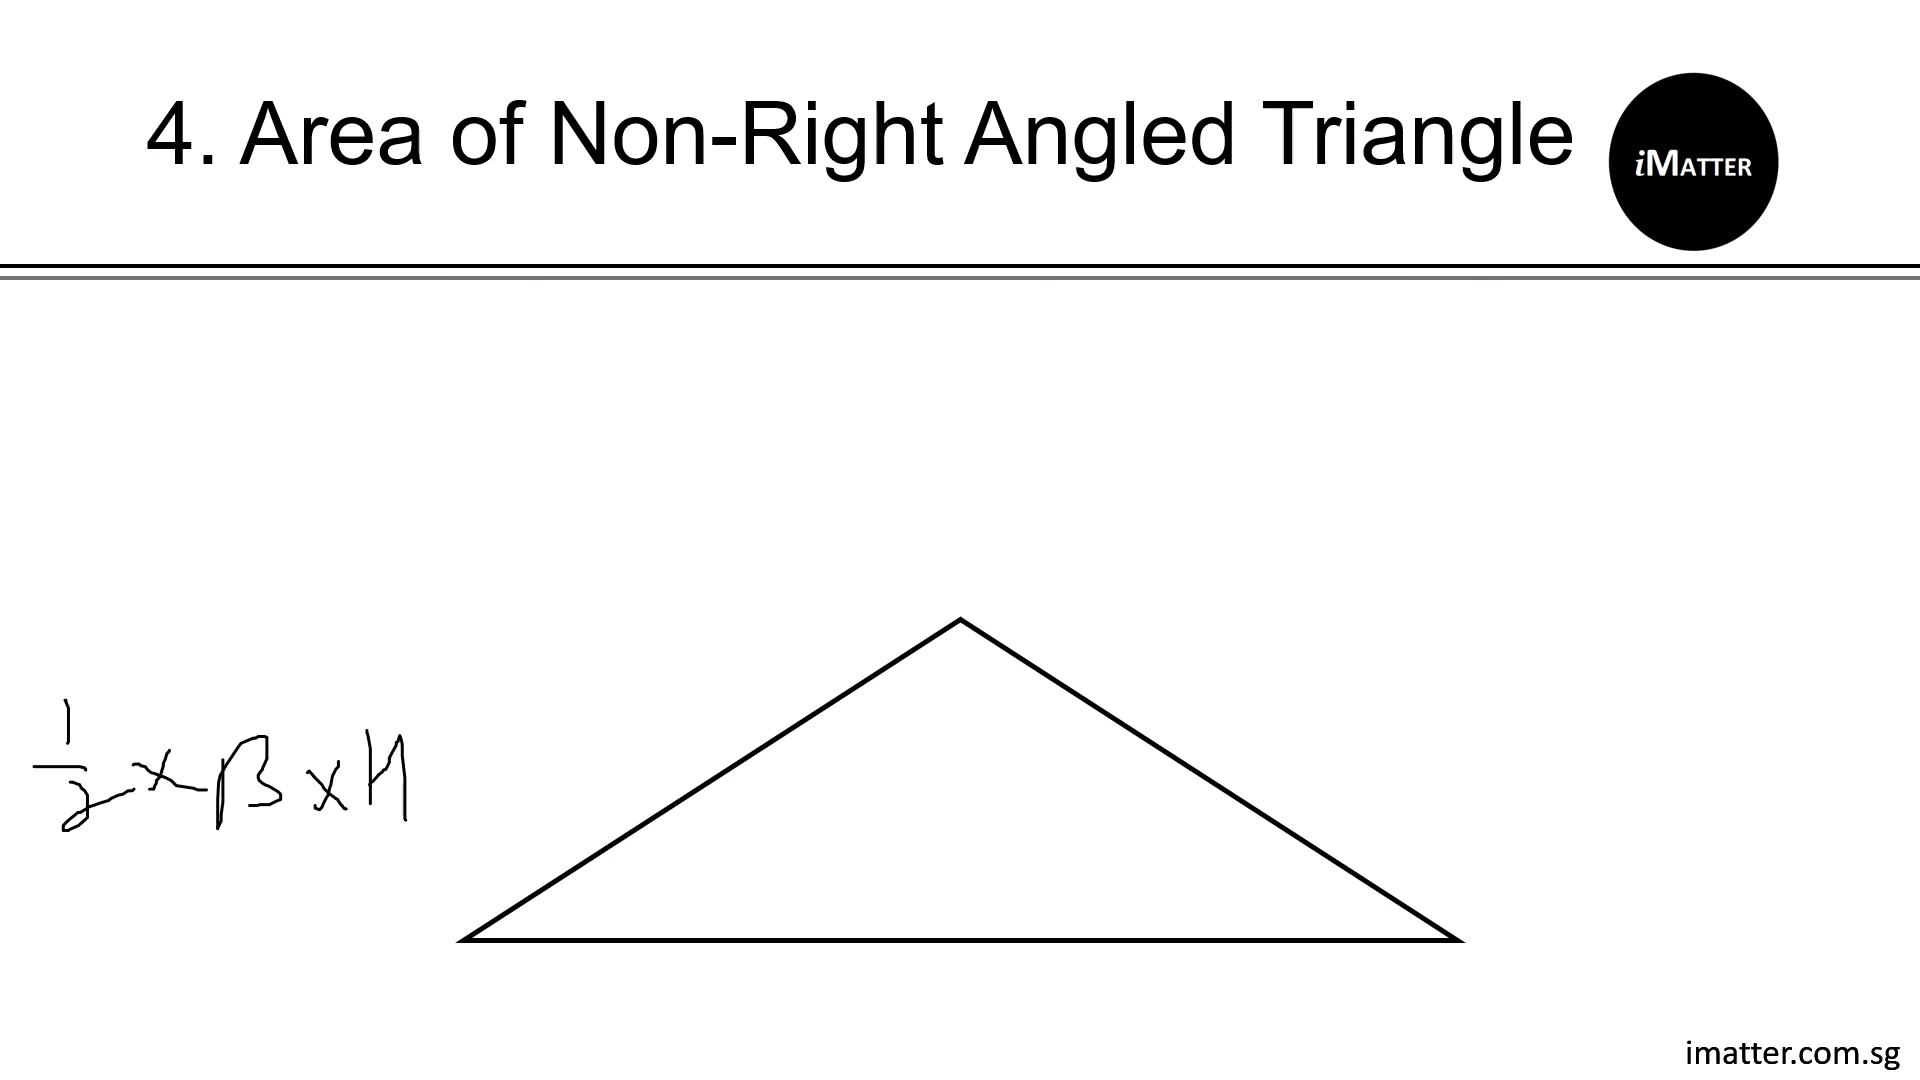 4. Area of Non-Right Angled Triangle
iMATTER
1/2 x B x H
imatter.com.sg